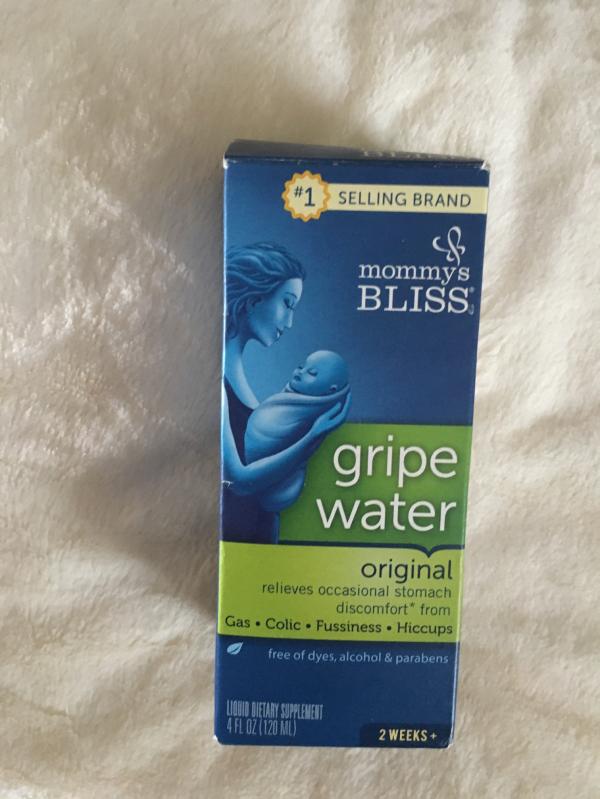 #1 SELLING BRAND
mommy's
BLISS®
gripe
water
original
relieves occasional stomach
discomfort* from
Gas • Colic • Fussiness • Hiccups
free of dyes, alcohol & parabens
LIQUID DIETARY SUPPLEMENT
4 FL OZ (120 ML)
2 WEEKS +